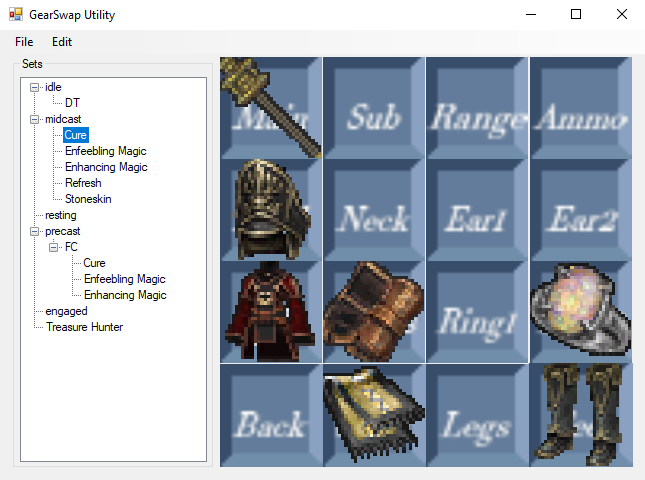 GearSwap Utility
File Edit
Sets
idle
DT
midcast
Cure
Enfeebling Magic
Enhancing Magic
Refresh
Stoneskin
resting
precast
FC
Cure
Enfeebling Magic
Enhancing Magic
engaged
Treasure Hunter
Main Sub Range Ammo
Neck Ear1 Ear2
Ring1
Back Legs